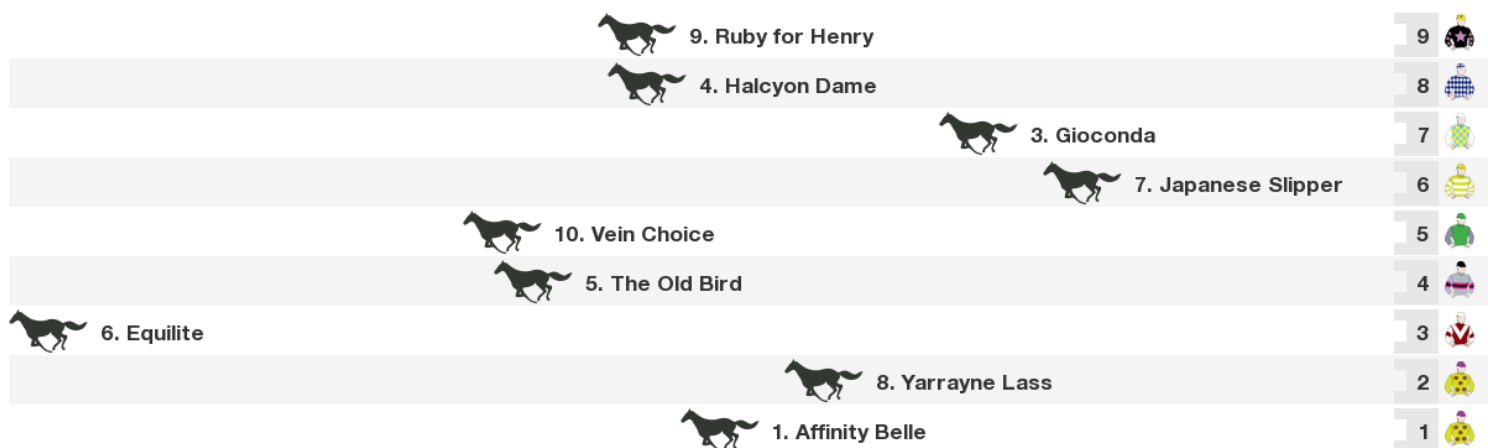 9. Ruby for Henry 9
4. Halcyon Dame 8
3. Gioconda 7
7. Japanese Slipper 6
10. Vein Choice 5
5. The Old Bird 4
6. Equilite 3
8. Yarrayne Lass 2
1. Affinity Belle 1